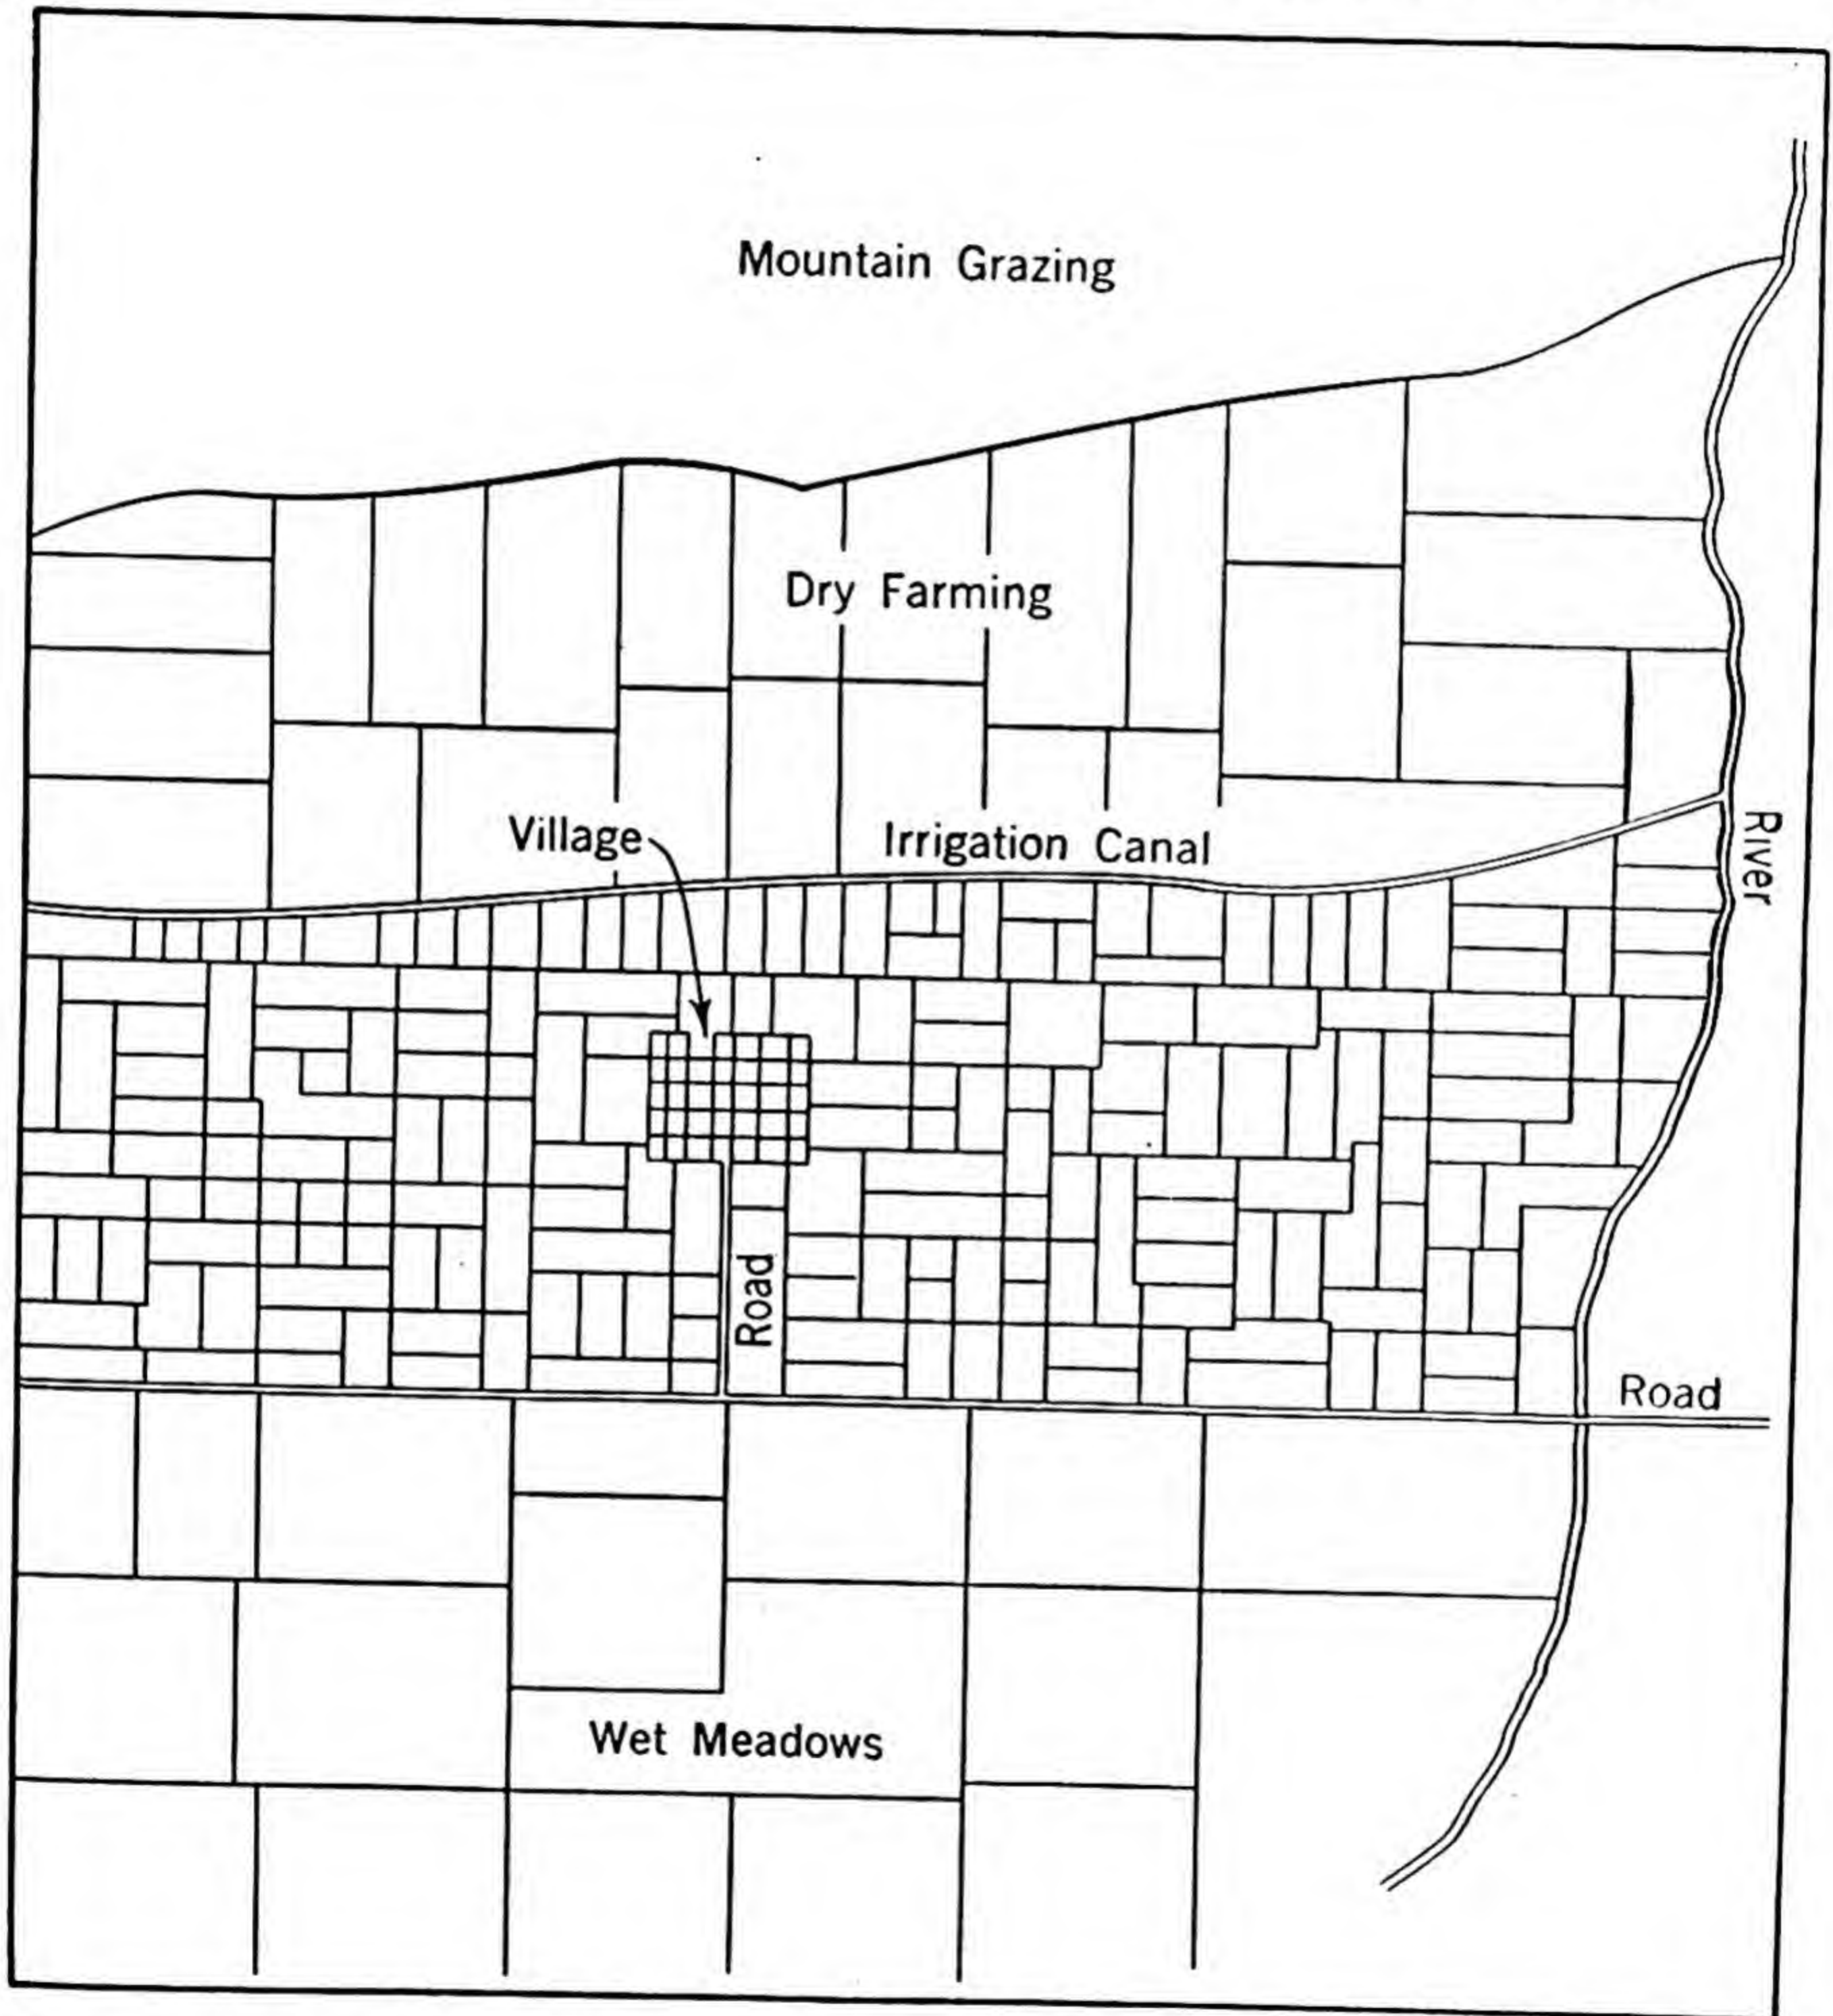 Mountain Grazing
Dry Farming
Village
Irrigation Canal
River
Road
Road
Wet Meadows